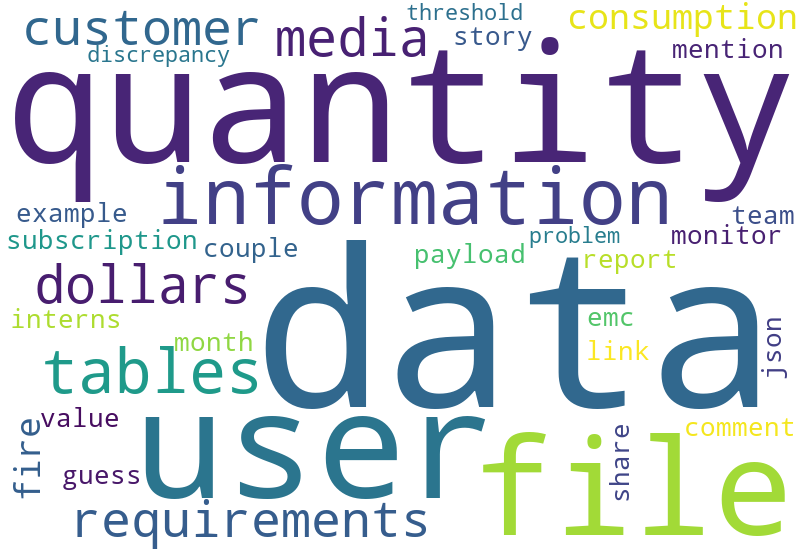 threshold
customer
media
consumption
story
discrepancy
mention
quantity
information
example
team
subscription
couple
payload
problem
monitor
report
dollars
data
interns
emc
json
month
link
tables
value
user
file
comment
fire
share
guess
requirements